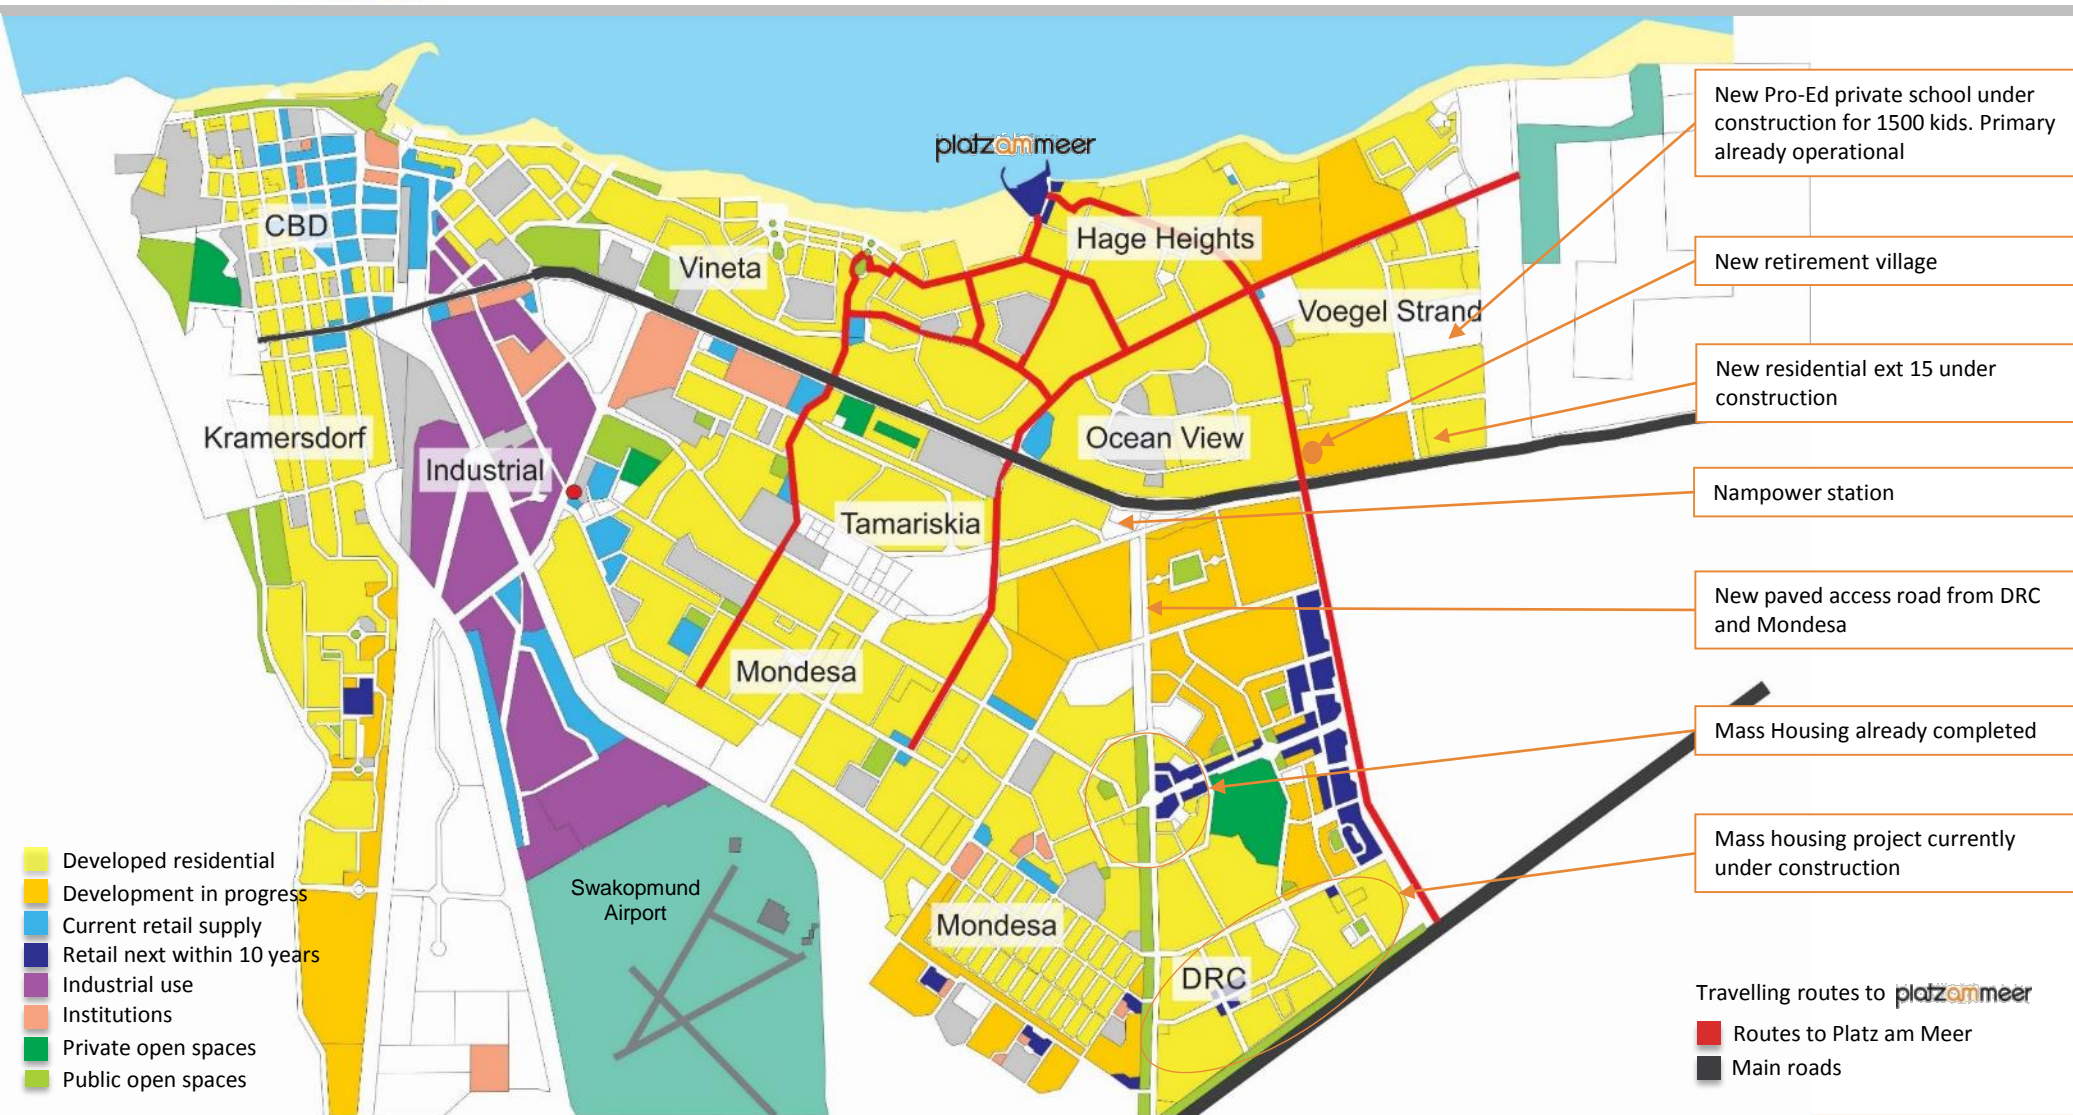 platzammeer
CBD
Vineta
Hage Heights
Voegel Strand
Kramersdorf
Industrial
Ocean View
Tamariskia
Mondesa
Swakopmund
Airport
Mondesa
DRC
New Pro-Ed private school under
construction for 1500 kids. Primary
already operational
New retirement village
New residential ext 15 under
construction
Nampower station
New paved access road from DRC
and Mondesa
Mass Housing already completed
Mass housing project currently
under construction
Developed residential
Development in progress
Current retail supply
Retail next within 10 years
Industrial use
Institutions
Private open spaces
Public open spaces
Travelling routes to platzammeer
Routes to Platz am Meer
Main roads